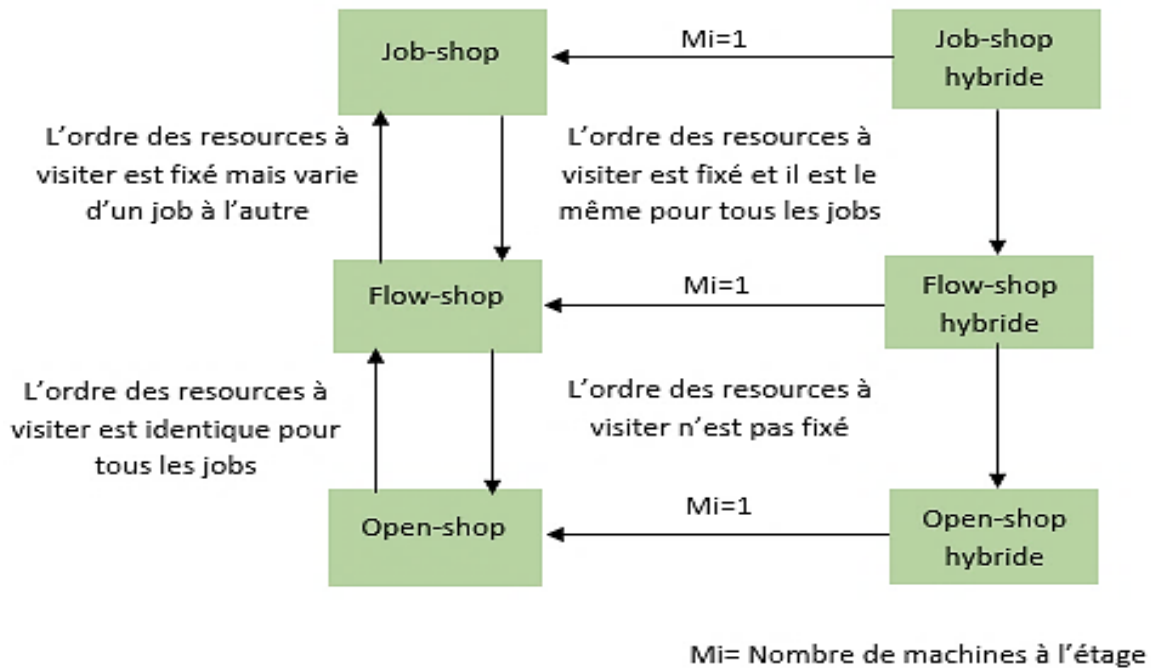 Job-shop
Mi=1
Job-shop
hybride
L'ordre des resources à
visiter est fixé mais varie
d'un job à l'autre
L'ordre des resources à
visiter est fixé et il est le
même pour tous les jobs
Flow-shop
Mi=1
Flow-shop
hybride
L'ordre des resources à
visiter est identique pour
tous les jobs
L'ordre des resources à
visiter n'est pas fixé
Open-shop
Mi=1
Open-shop
hybride
Mi= Nombre de machines à l'étage